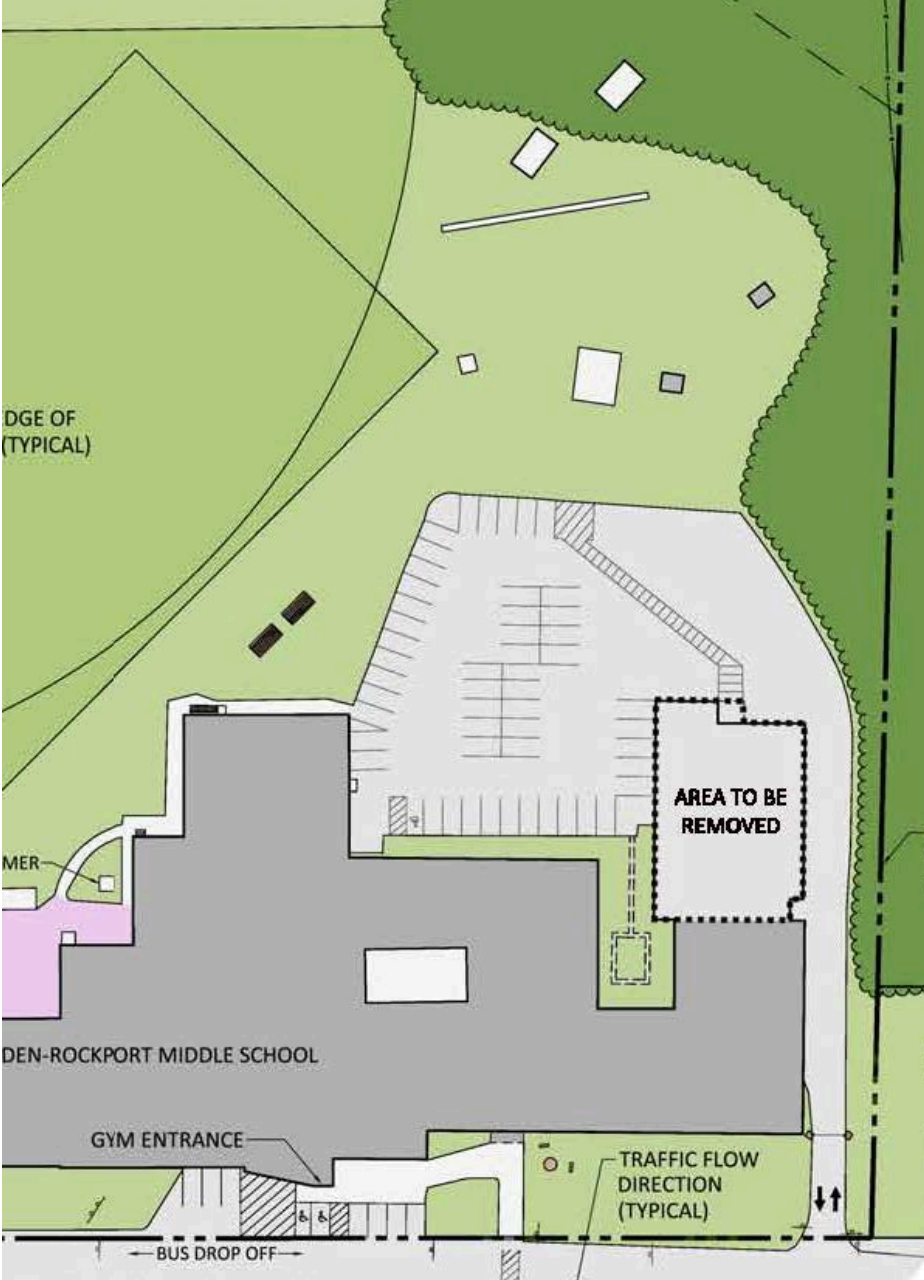 DGE OF
(TYPICAL)
AREA TO BE
REMOVED
MER
DEN-ROCKPORT MIDDLE SCHOOL
GYM ENTRANCE
TRAFFIC FLOW
DIRECTION
(TYPICAL)
BUS DROP OFF